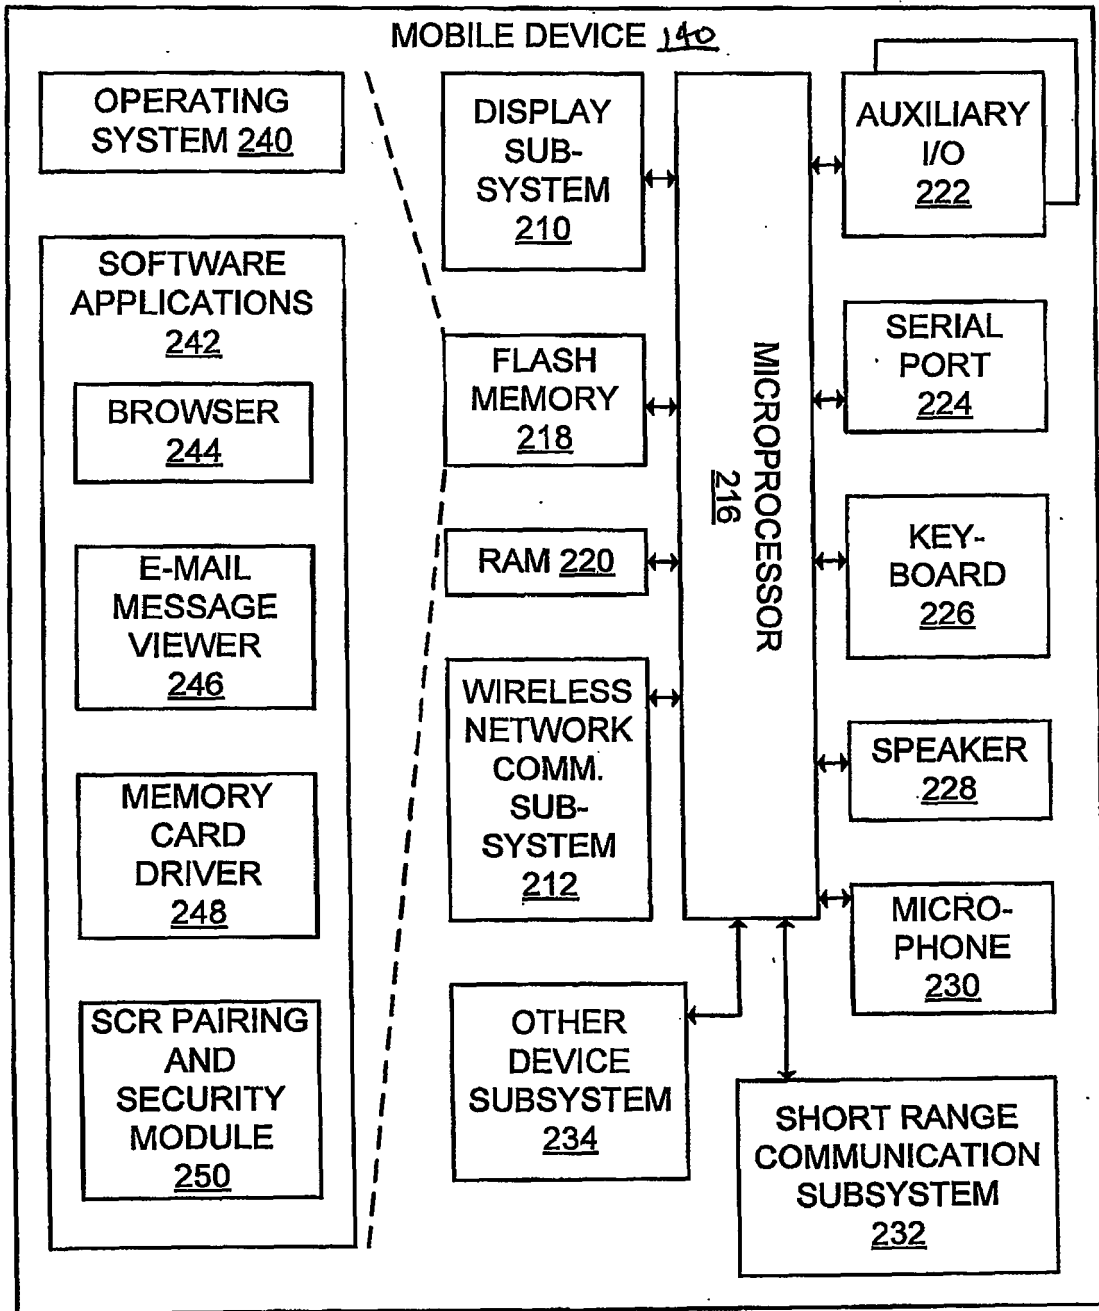 MOBILE DEVICE 140
OPERATING
SYSTEM 240
SOFTWARE
APPLICATIONS
242
BROWSER
244
E-MAIL
MESSAGE
VIEWER
246
MEMORY
CARD
DRIVER
248
SCR PAIRING
AND
SECURITY
MODULE
250
DISPLAY
SUB-
SYSTEM
210
FLASH
MEMORY
218
RAM 220
WIRELESS
NETWORK
COMM.
SUB-
SYSTEM
212
OTHER
DEVICE
SUBSYSTEM
234
MICROPROCESSOR
216
AUXILIARY
I/O
222
SERIAL
PORT
224
KEY-
BOARD
226
SPEAKER
228
MICRO-
PHONE
230
SHORT RANGE
COMMUNICATION
SUBSYSTEM
232